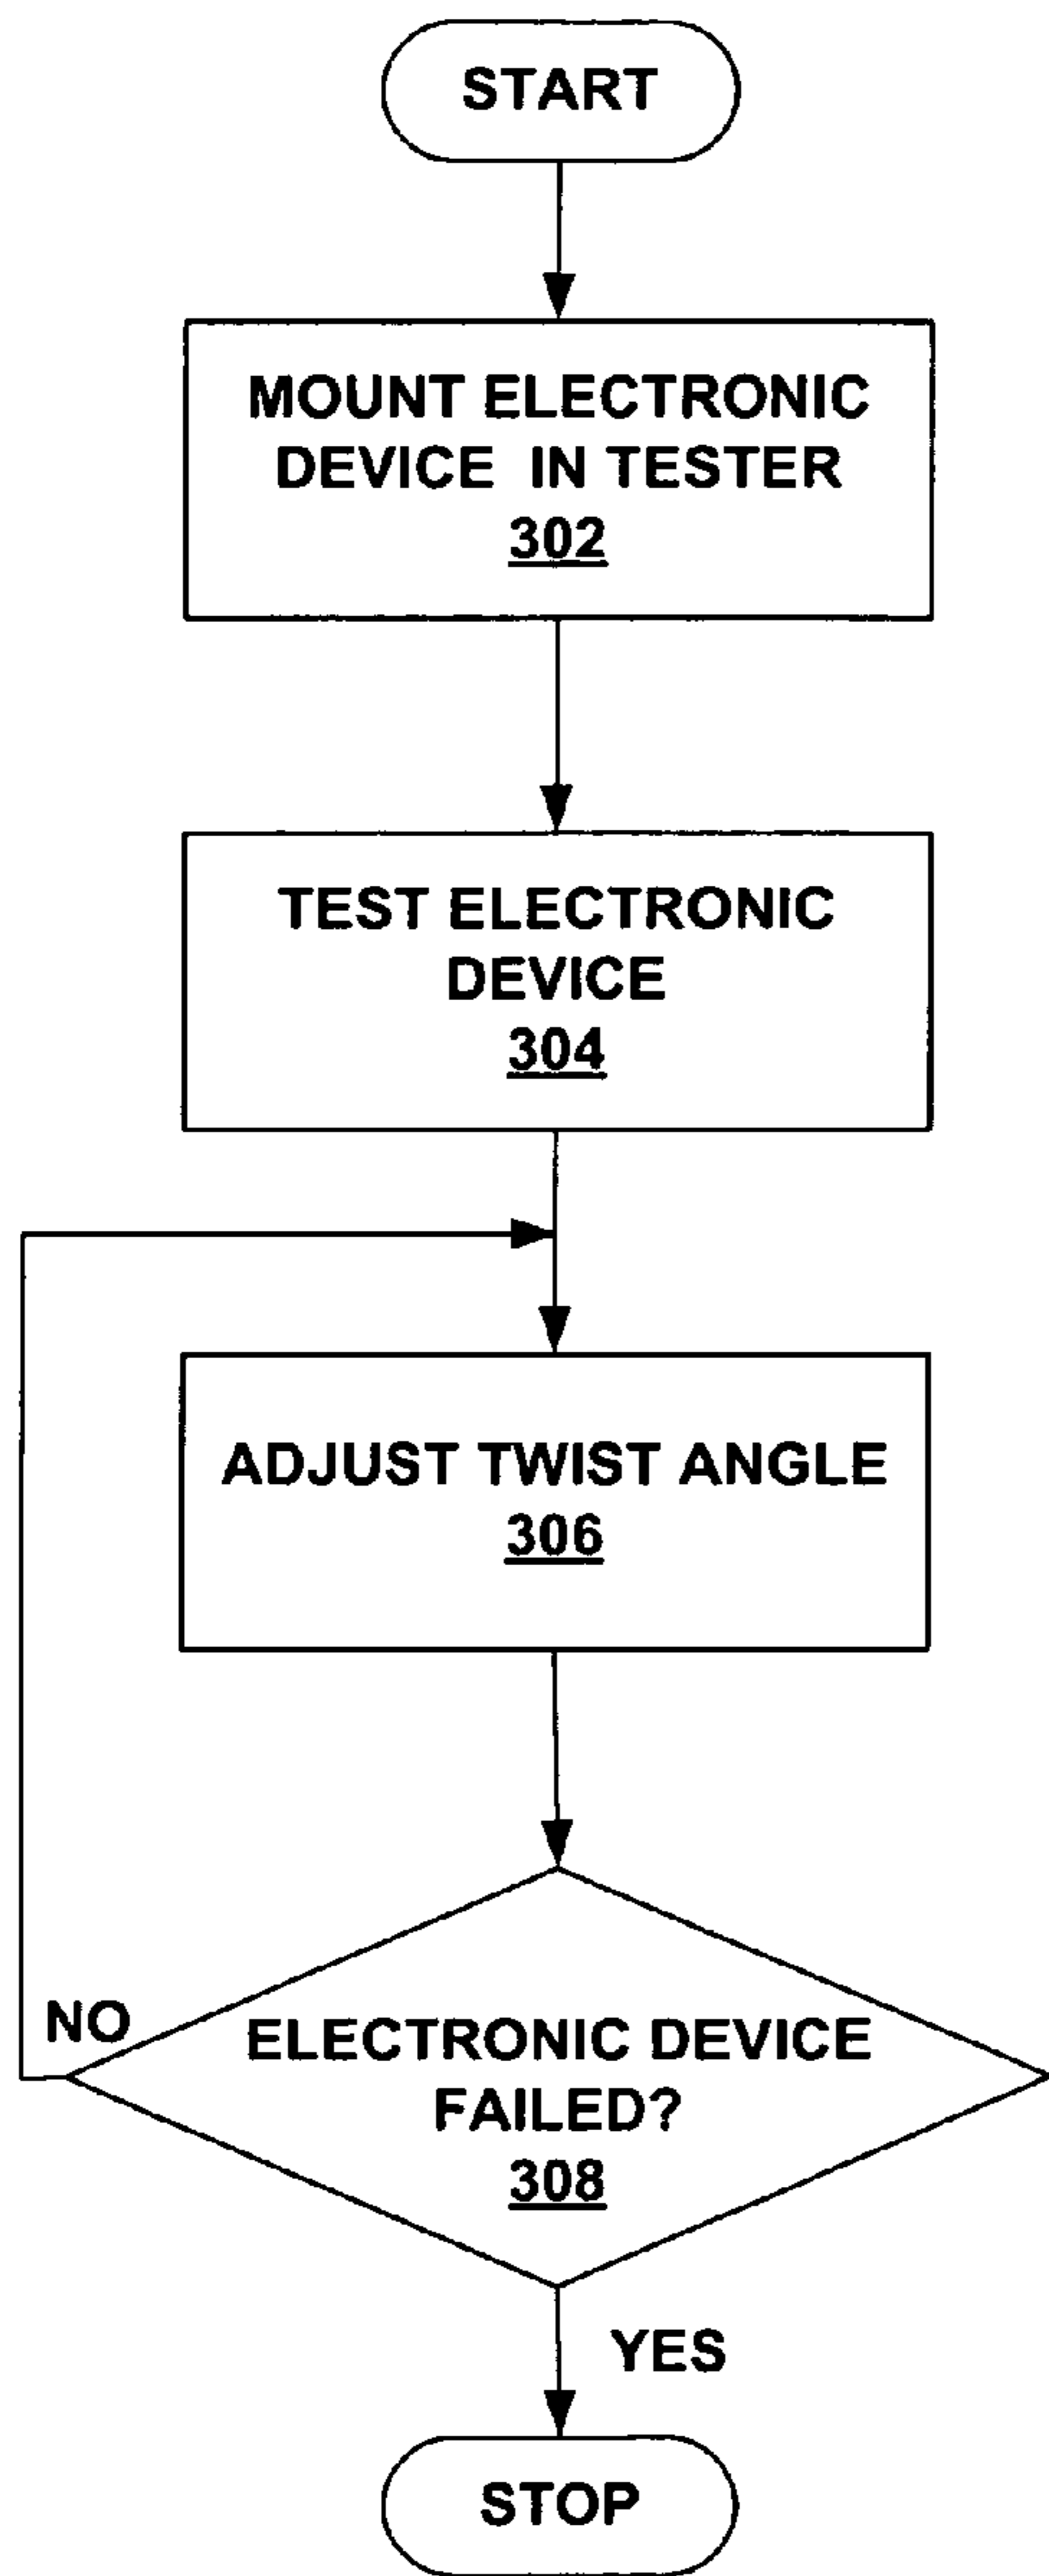 START
MOUNT ELECTRONIC
DEVICE IN TESTER
302
TEST ELECTRONIC
DEVICE
304
ADJUST TWIST ANGLE
306
NO
ELECTRONIC DEVICE
FAILED?
308
YES
STOP